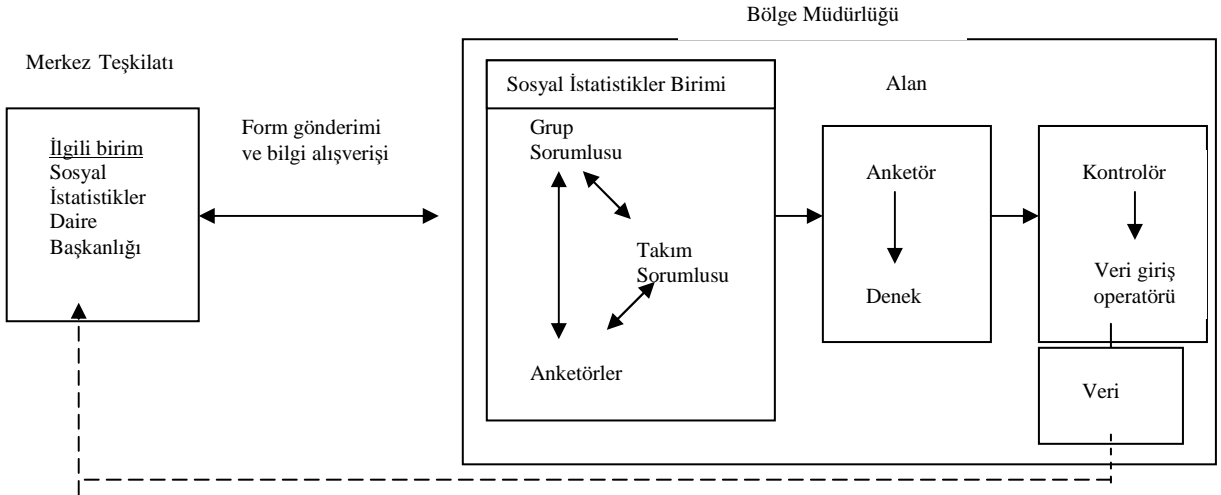 Bölge Müdürlüğü
Merkez Teşkilatı
İlgili birim
Sosyal
İstatistikler
Daire
Başkanlığı
Form gönderimi
ve bilgi alışverişi
Sosyal İstatistikler Birimi
Grup
Sorumlusu
Takım
Sorumlusu
Anketörler
Alan
Anketör
Denek
Kontrolör
Veri giriş
operatörü
Veri